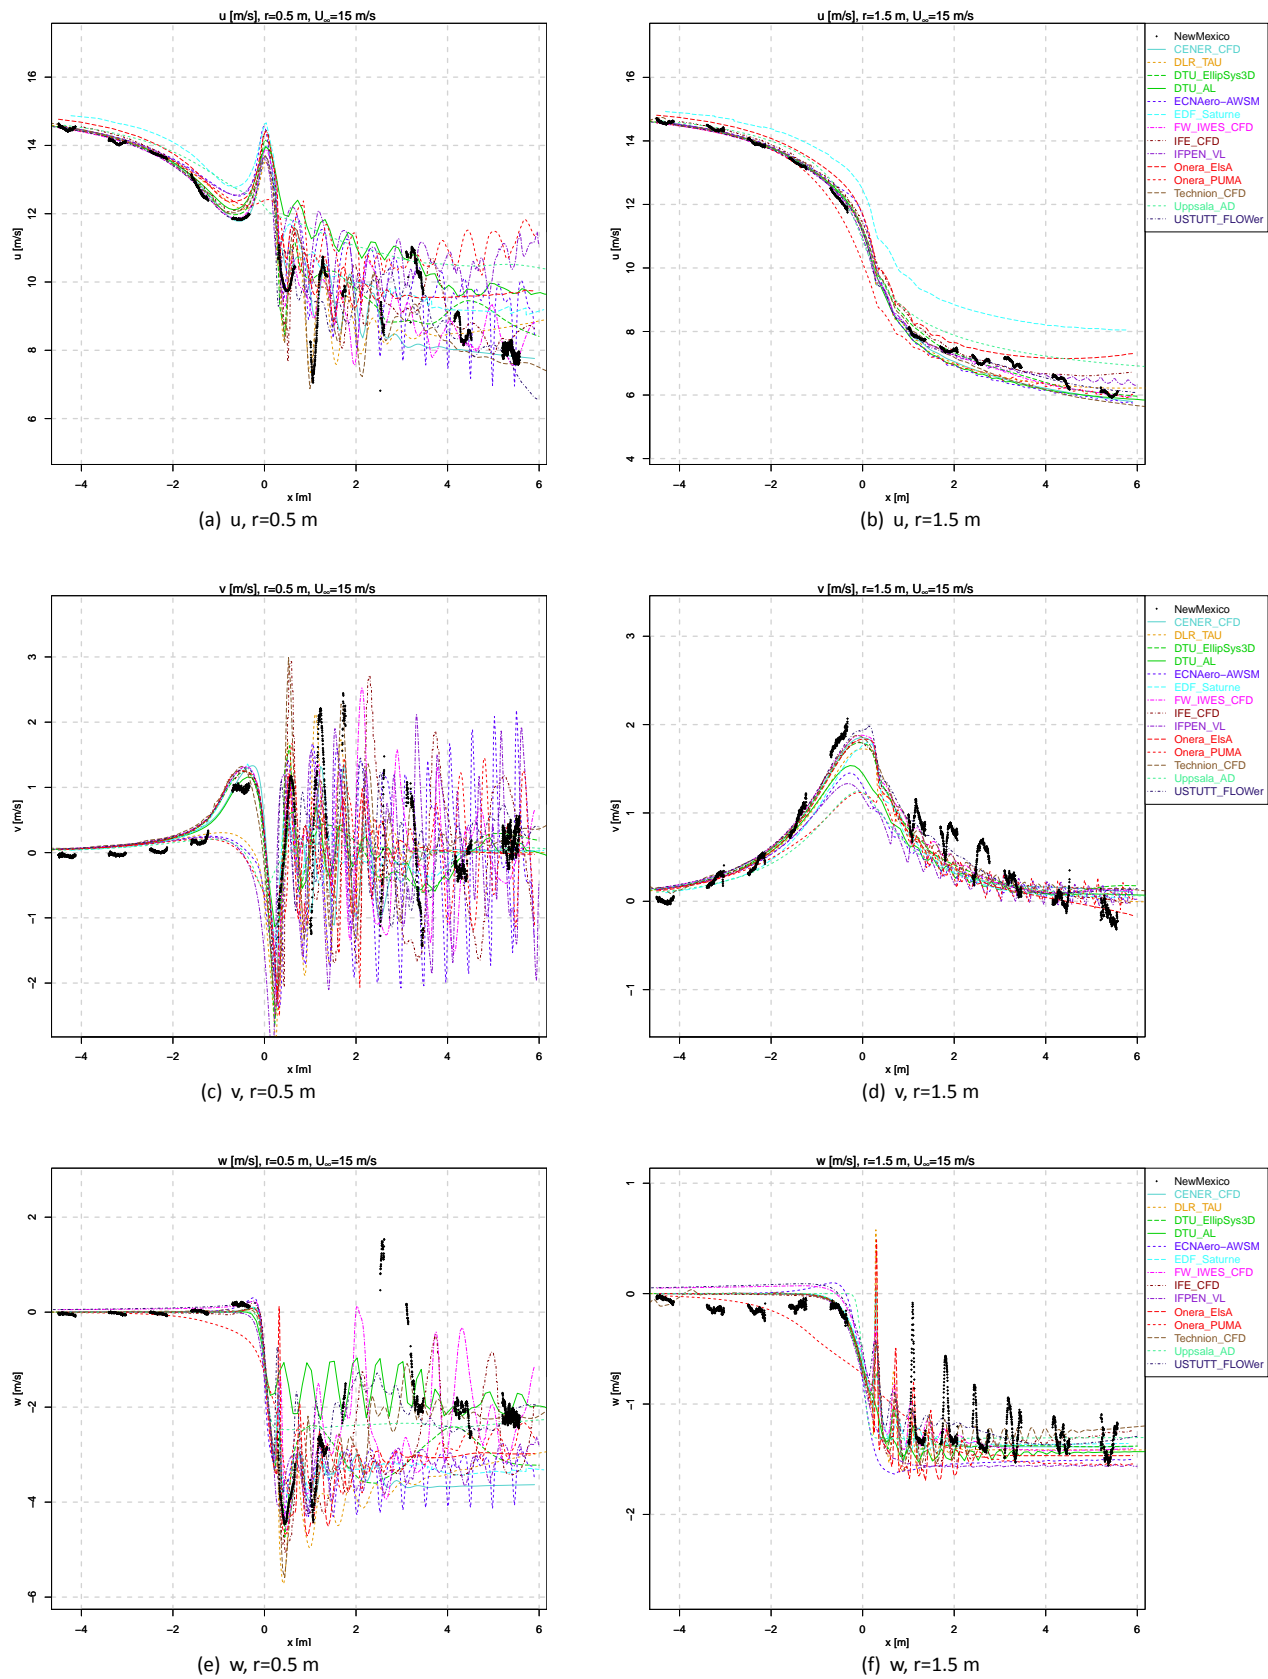 u [m/s], r=0.5 m, U∞=15 m/s
u [m/s]
16
14
12
10
8
6
−4
−2
0
2
4
6
x [m]
(a) u, r=0.5 m
u [m/s], r=1.5 m, U∞=15 m/s
u [m/s]
16
14
12
10
8
6
4
−4
−2
0
2
4
6
x [m]
(b) u, r=1.5 m
NewMexico
CENER_CFD
DLR_TAU
DTU_EllipSys3D
DTU_AL
ECNAero−AWSM
EDF_Saturne
FW_IWES_CFD
IFE_CFD
IFPEN_VL
Onera_ElsA
Onera_PUMA
Technion_CFD
Uppsala_AD
USTUTT_FLOWer
v [m/s], r=0.5 m, U∞=15 m/s
v [m/s]
3
2
1
0
−1
−2
−4
−2
0
2
4
6
x [m]
(c) v, r=0.5 m
v [m/s], r=1.5 m, U∞=15 m/s
v [m/s]
3
2
1
0
−1
−4
−2
0
2
4
6
x [m]
(d) v, r=1.5 m
NewMexico
CENER_CFD
DLR_TAU
DTU_EllipSys3D
DTU_AL
ECNAero−AWSM
EDF_Saturne
FW_IWES_CFD
IFE_CFD
IFPEN_VL
Onera_ElsA
Onera_PUMA
Technion_CFD
Uppsala_AD
USTUTT_FLOWer
w [m/s], r=0.5 m, U∞=15 m/s
w [m/s]
2
0
−2
−4
−6
−4
−2
0
2
4
6
x [m]
(e) w, r=0.5 m
w [m/s], r=1.5 m, U∞=15 m/s
w [m/s]
1
0
−1
−2
−4
−2
0
2
4
6
x [m]
(f) w, r=1.5 m
NewMexico
CENER_CFD
DLR_TAU
DTU_EllipSys3D
DTU_AL
ECNAero−AWSM
EDF_Saturne
FW_IWES_CFD
IFE_CFD
IFPEN_VL
Onera_ElsA
Onera_PUMA
Technion_CFD
Uppsala_AD
USTUTT_FLOWer